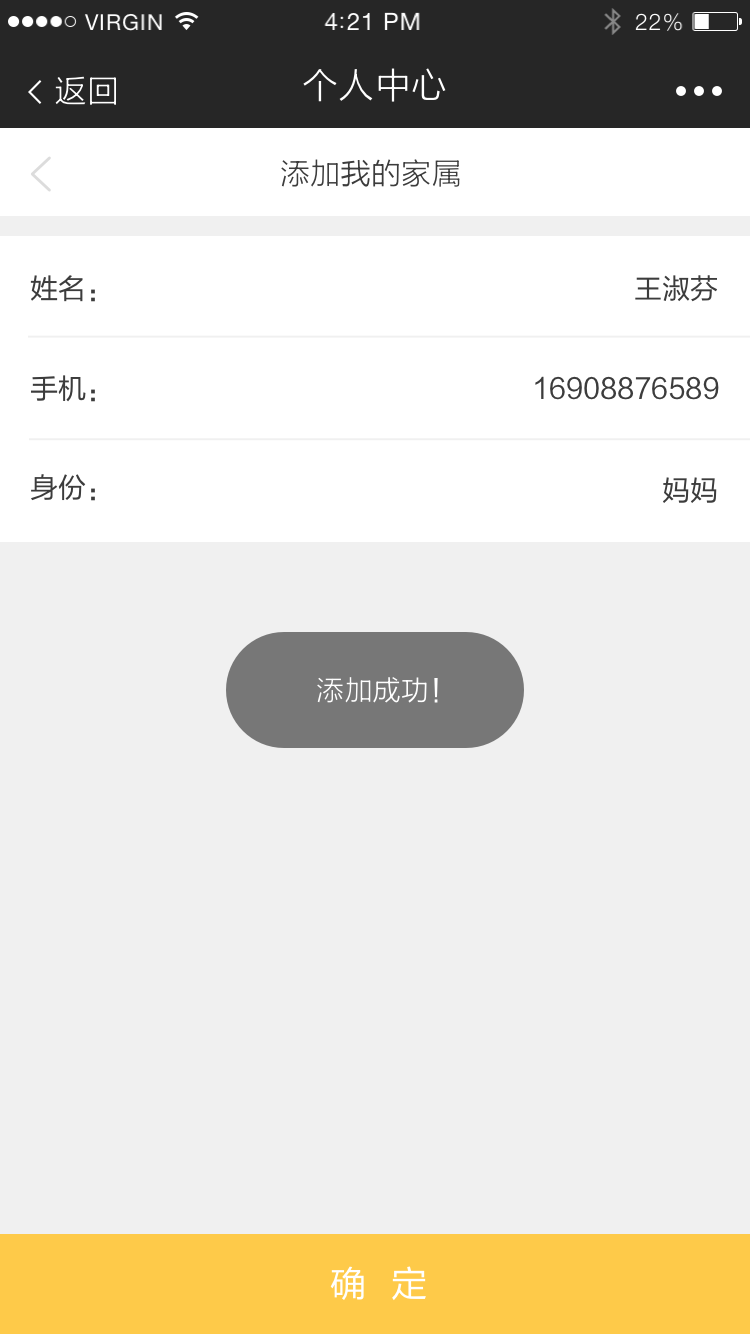 VIRGIN 4:21 PM 22%
返回 个人中心
添加我的家属
姓名： 王淑芬
手机： 16908876589
身份： 妈妈
添加成功！
确 定